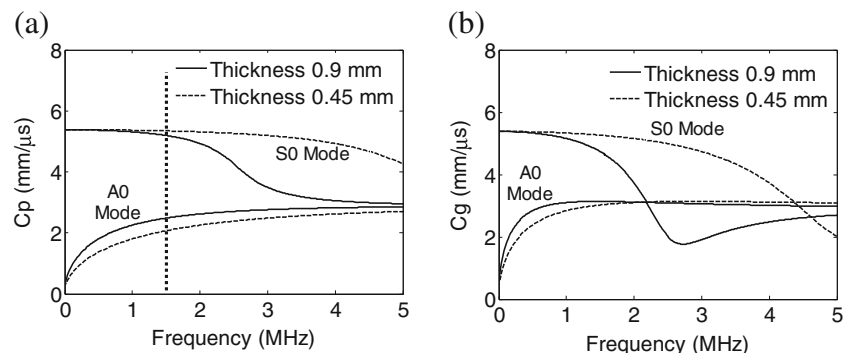 (a)
8
6
4
2
0
Cp (mm/μs)
Thickness 0.9 mm
Thickness 0.45 mm
S0 Mode
A0
Mode
0 1 2 3 4 5
Frequency (MHz)
(b)
8
6
4
2
0
Cg (mm/μs)
Thickness 0.9 mm
Thickness 0.45 mm
S0 Mode
A0
Mode
0 1 2 3 4 5
Frequency (MHz)